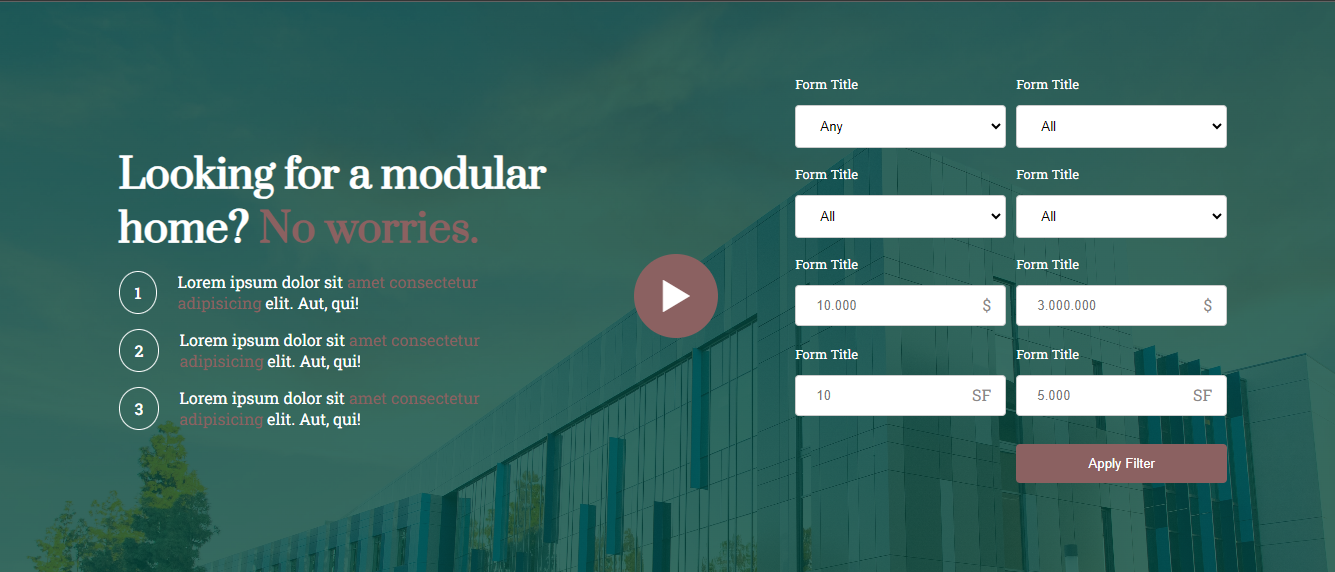 Looking for a modular
home? No worries.
1
Lorem ipsum dolor sit amet consectetur
adipisicing elit. Aut, qui!
2
Lorem ipsum dolor sit amet consectetur
adipisicing elit. Aut, qui!
3
Lorem ipsum dolor sit amet consectetur
adipisicing elit. Aut, qui!
Form Title
Any
Form Title
All
Form Title
All
Form Title
All
Form Title
10.000 $
Form Title
3.000.000 $
Form Title
10 SF
Form Title
5.000 SF
Apply Filter